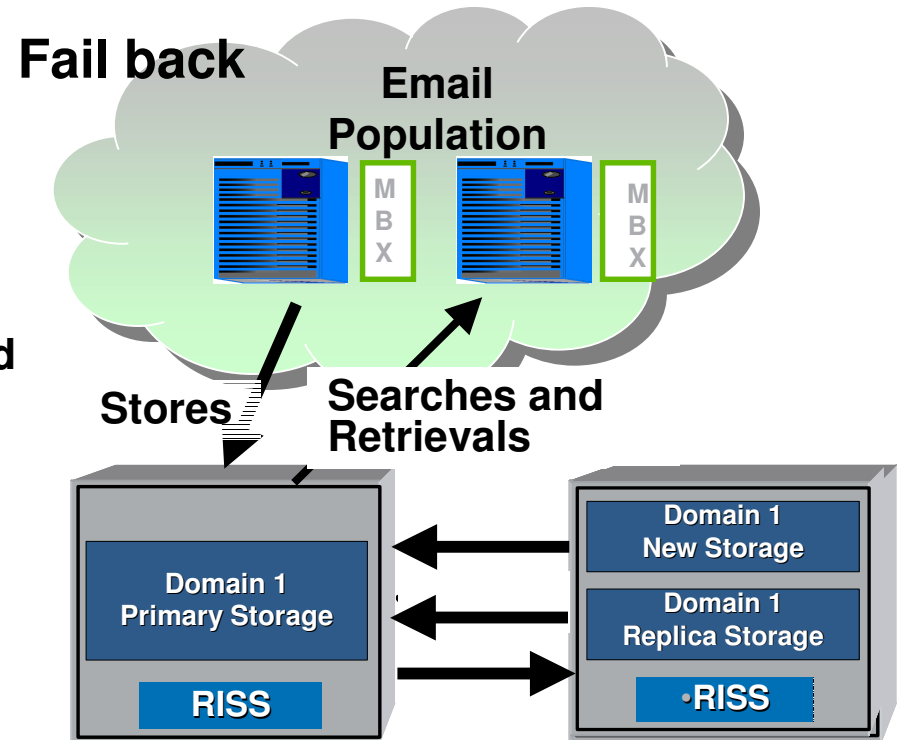 Fail back
Email
Population
M
B
X
M
B
X
d
Stores
Searches and
Retrievals
Domain 1
Primary Storage
RISS
Domain 1
New Storage
Domain 1
Replica Storage
•RISS